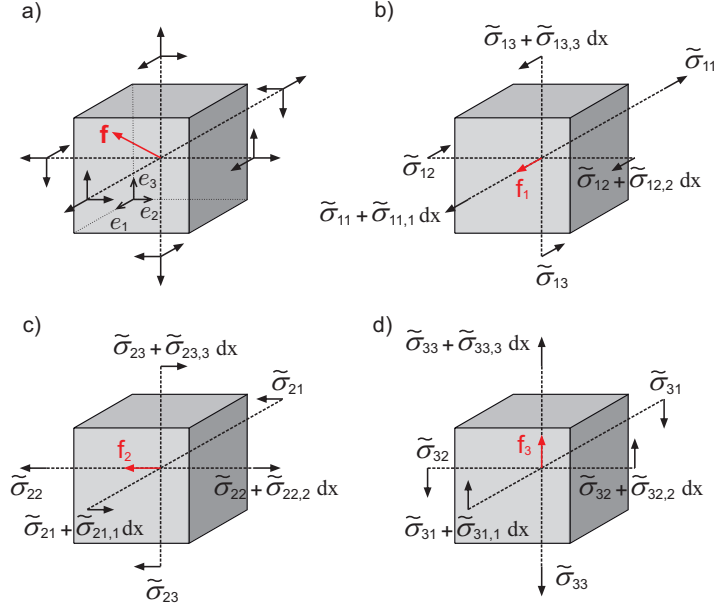 a)
f
e₃
e₂
e₁
b)
σ̃₁₃ + σ̃₁₃,₃ dx
σ̃₁₁
σ̃₁₂
f₁
σ̃₁₂ + σ̃₁₂,₂ dx
σ̃₁₁ + σ̃₁₁,₁ dx
σ̃₁₃
c)
σ̃₂₃ + σ̃₂₃,₃ dx
σ̃₂₁
f₂
σ̃₂₂
σ̃₂₂ + σ̃₂₂,₂ dx
σ̃₂₁ + σ̃₂₁,₁ dx
σ̃₂₃
d)
σ̃₃₃ + σ̃₃₃,₃ dx
σ̃₃₁
σ̃₃₂
f₃
σ̃₃₂ + σ̃₃₂,₂ dx
σ̃₃₁ + σ̃₃₁,₁ dx
σ̃₃₃